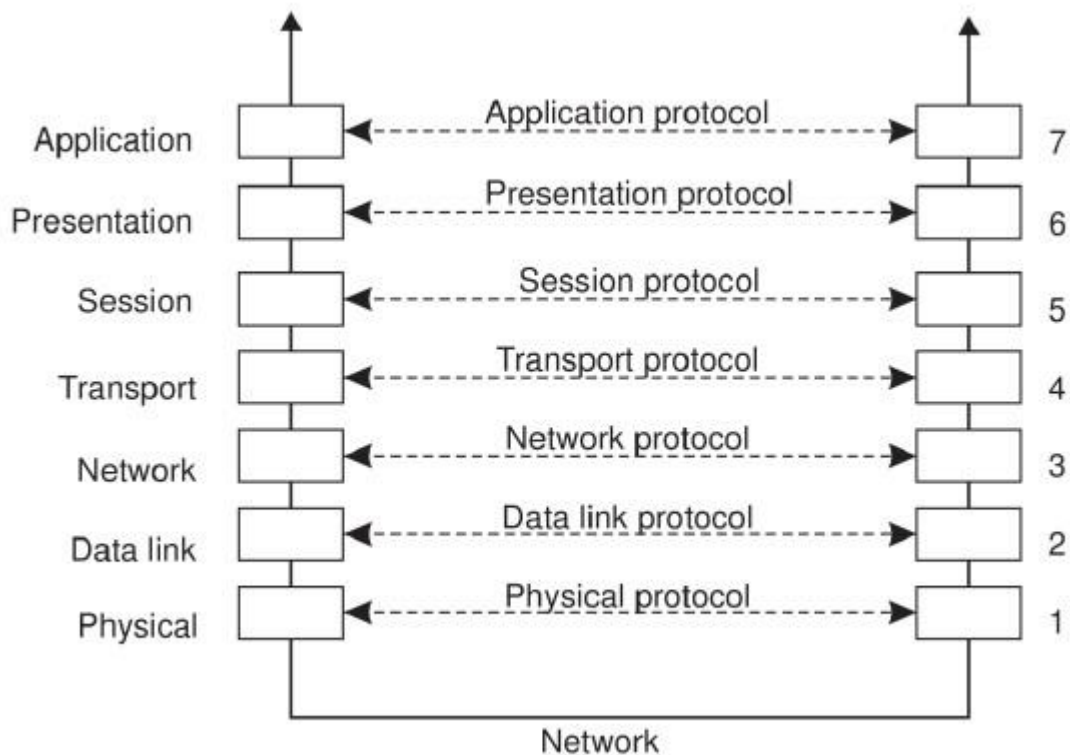 Application protocol
Application
7
Presentation protocol
Presentation
6
Session protocol
Session
5
Transport protocol
Transport
4
Network protocol
Network
3
Data link protocol
Data link
2
Physical protocol
Physical
1
Network